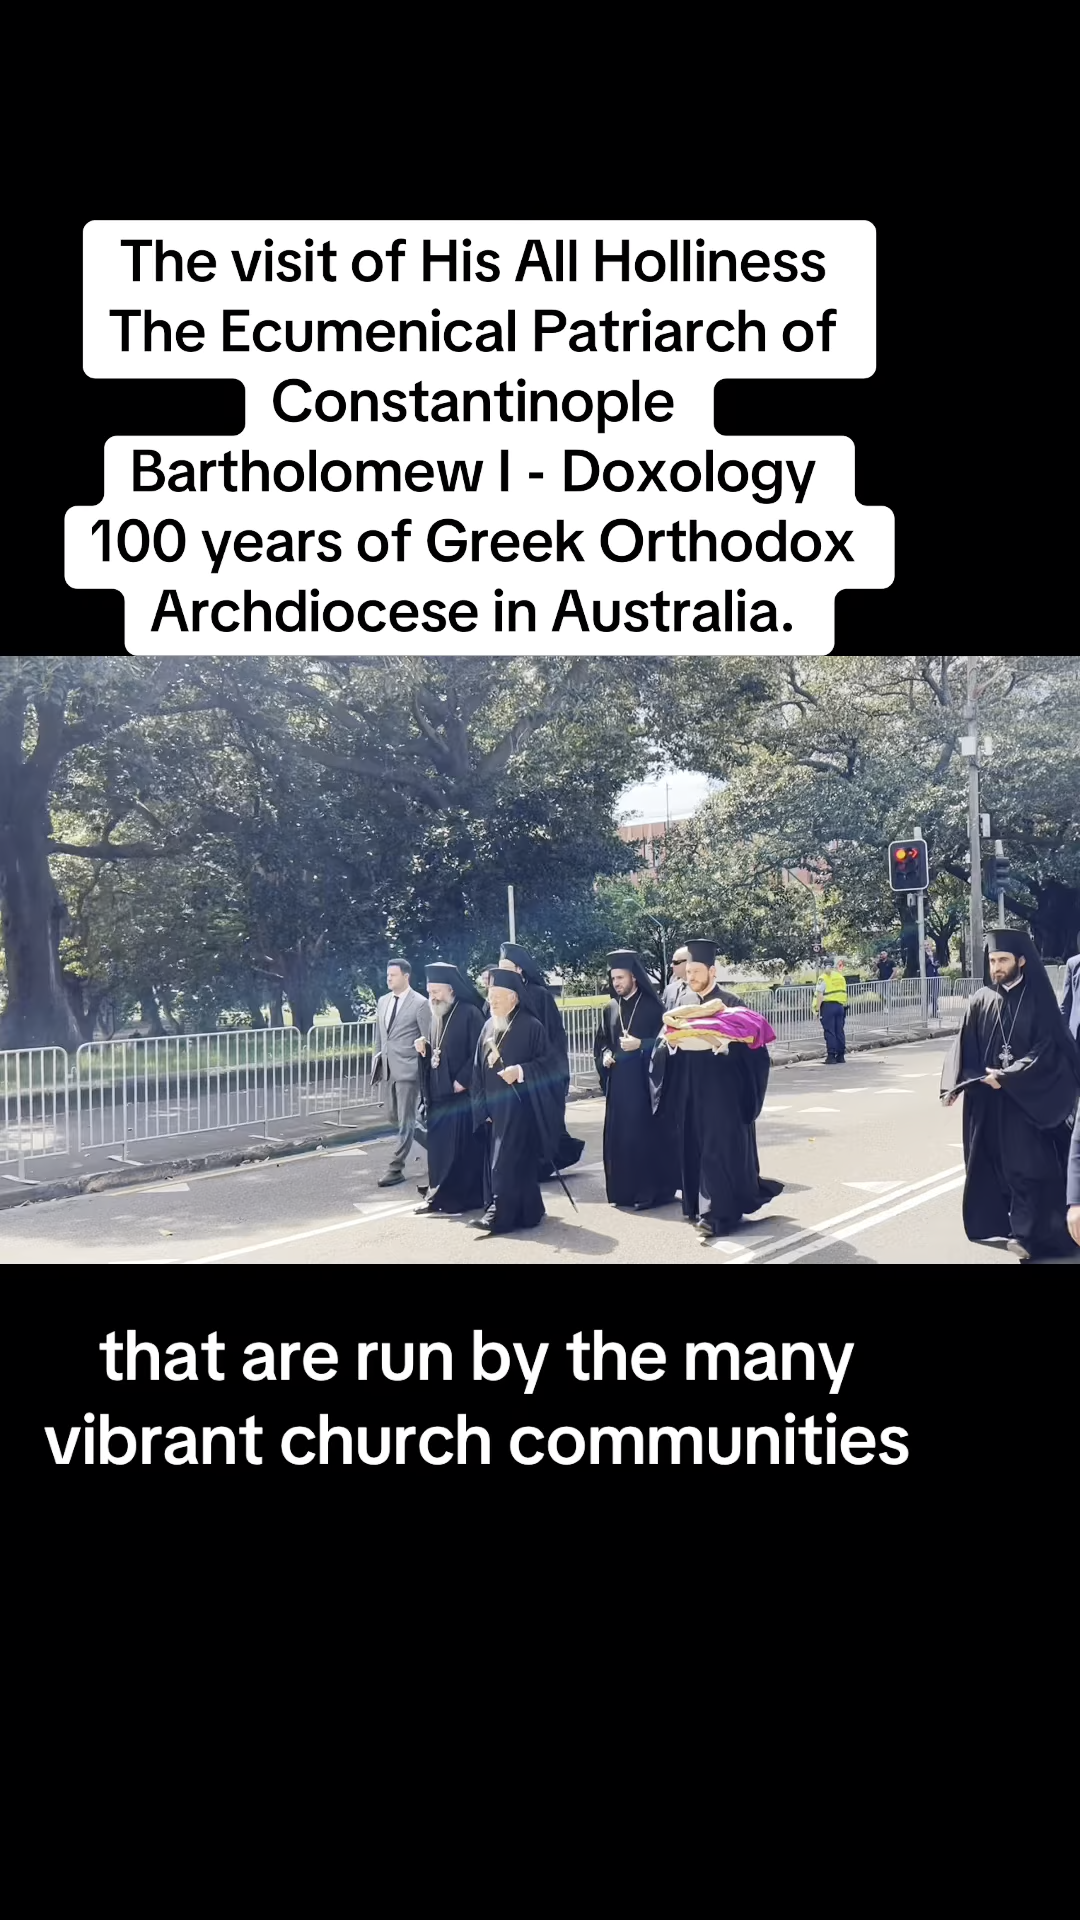 The visit of His All Holliness
The Ecumenical Patriarch of
Constantinople
Bartholomew I - Doxology
100 years of Greek Orthodox
Archdiocese in Australia.
that are run by the many
vibrant church communities